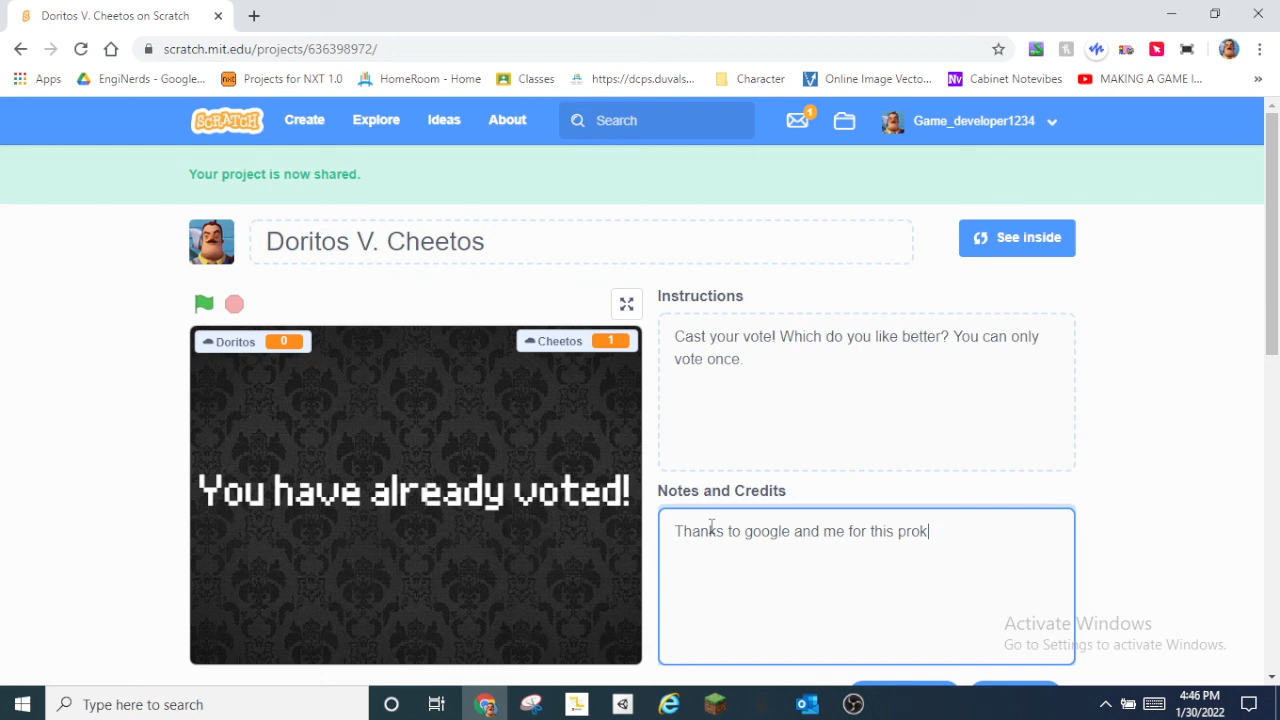 Doritos V. Cheetos on Scratch
scratch.mit.edu/projects/636398972/
Apps
EngiNerds - Google...
Projects for NXT 1.0
HomeRoom - Home
Classes
https://dcps.duvals...
Character
Online Image Vecto...
Nv
Cabinet Notevibes
MAKING A GAME I...
SCRATCH
Create
Explore
Ideas
About
Search
1
Game_developer1234
Your project is now shared.
Doritos V. Cheetos
See inside
Instructions
Cast your vote! Which do you like better? You can only
vote once.
Doritos 0
Cheetos 1
You have already voted!
Notes and Credits
Thanks to google and me for this prok
Activate Windows
Go to Settings to activate Windows.
Type here to search
4:46 PM
1/30/2022